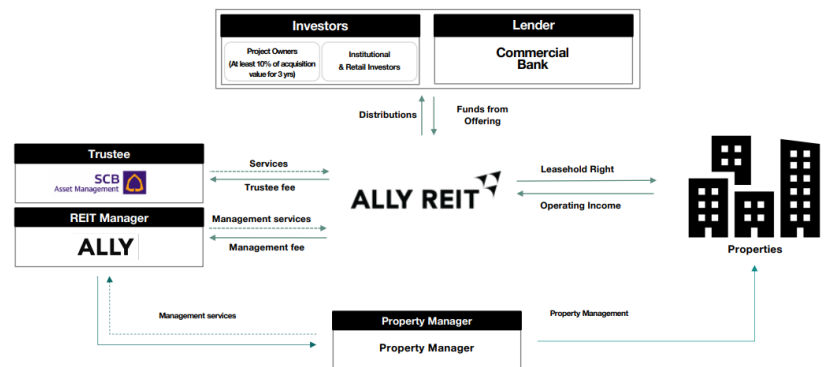 Investors
Lender
Project Owners
(At least 10% of acquisition
value for 3 yrs)
Institutional
& Retail Investors
Commercial
Bank
Distributions
Funds from
Offering
Trustee
SCB
Asset Management
Services
Trustee fee
REIT Manager
ALLY
Management services
Management fee
ALLY REIT
Leasehold Right
Operating Income
Properties
Management services
Property Manager
Property Manager
Property Management